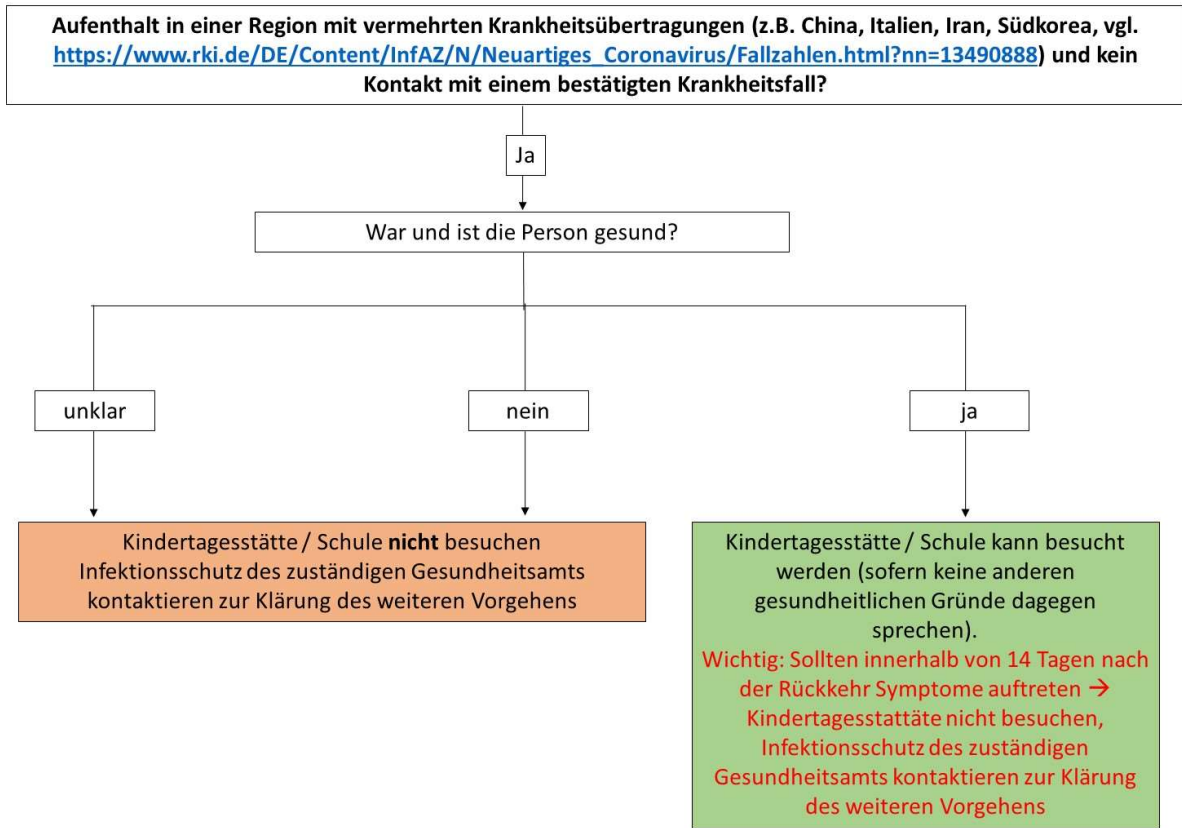 Aufenthalt in einer Region mit vermehrten Krankheitsübertragungen (z.B. China, Italien, Iran, Südkorea, vgl.
https://www.rki.de/DE/Content/InfAZ/N/Neuartiges_Coronavirus/Fallzahlen.html?nn=13490888) und kein
Kontakt mit einem bestätigten Krankheitsfall?
Ja
War und ist die Person gesund?
unklar
nein
ja
Kindertagesstätte / Schule nicht besuchen
Infektionsschutz des zuständigen Gesundheitsamts
kontaktieren zur Klärung des weiteren Vorgehens
Kindertagesstätte / Schule kann besucht
werden (sofern keine anderen
gesundheitlichen Gründe dagegen
sprechen).
Wichtig: Sollten innerhalb von 14 Tagen nach
der Rückkehr Symptome auftreten →
Kindertagesstattäte nicht besuchen,
Infektionsschutz des zuständigen
Gesundheitsamts kontaktieren zur Klärung
des weiteren Vorgehens